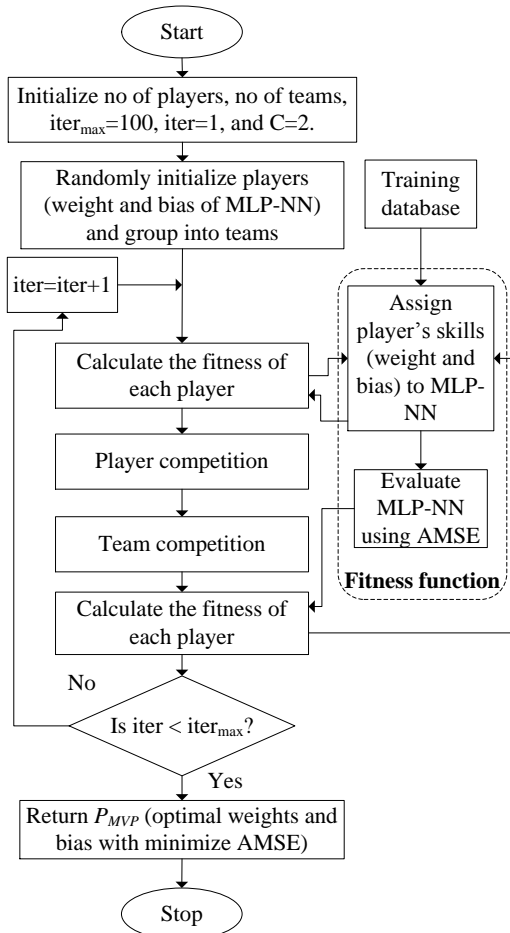 Start
Initialize no of players, no of teams,
itermax=100, iter=1, and C=2.
Randomly initialize players
(weight and bias of MLP-NN)
and group into teams
Training
database
iter=iter+1
Assign
player’s skills
(weight and
bias) to MLP-
NN
Calculate the fitness of
each player
Player competition
Evaluate
MLP-NN
using AMSE
Team competition
Fitness function
Calculate the fitness of
each player
No
Is iter < itermax?
Yes
Return PMVP (optimal weights and
bias with minimize AMSE)
Stop